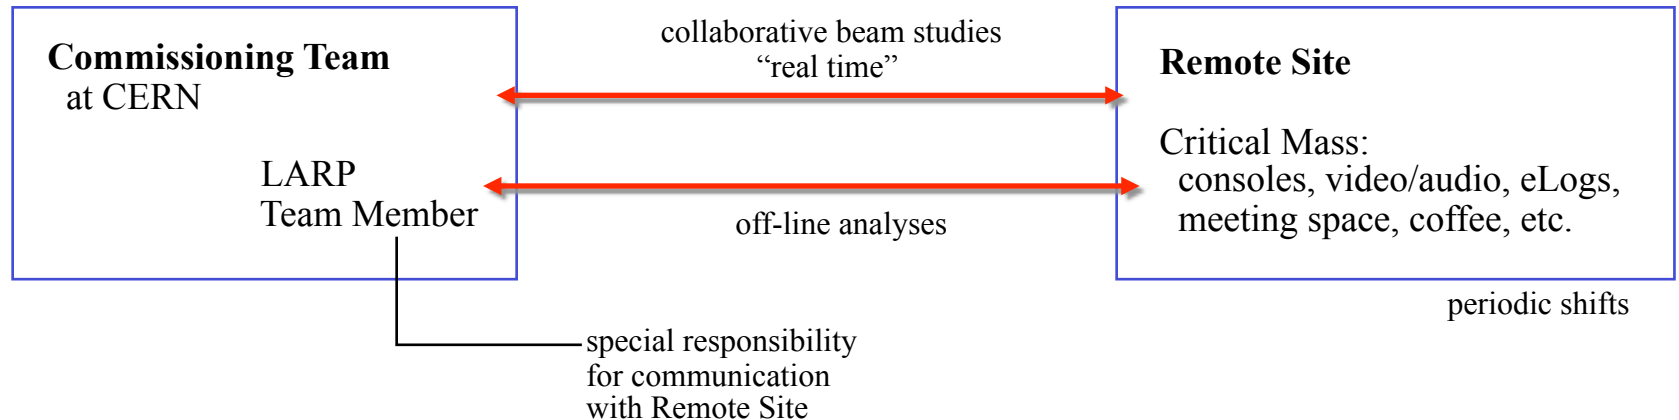 Commissioning Team
at CERN
LARP
Team Member
collaborative beam studies
“real time”
off-line analyses
Remote Site
Critical Mass:
consoles, video/audio, eLogs,
meeting space, coffee, etc.
periodic shifts
special responsibility
for communication
with Remote Site